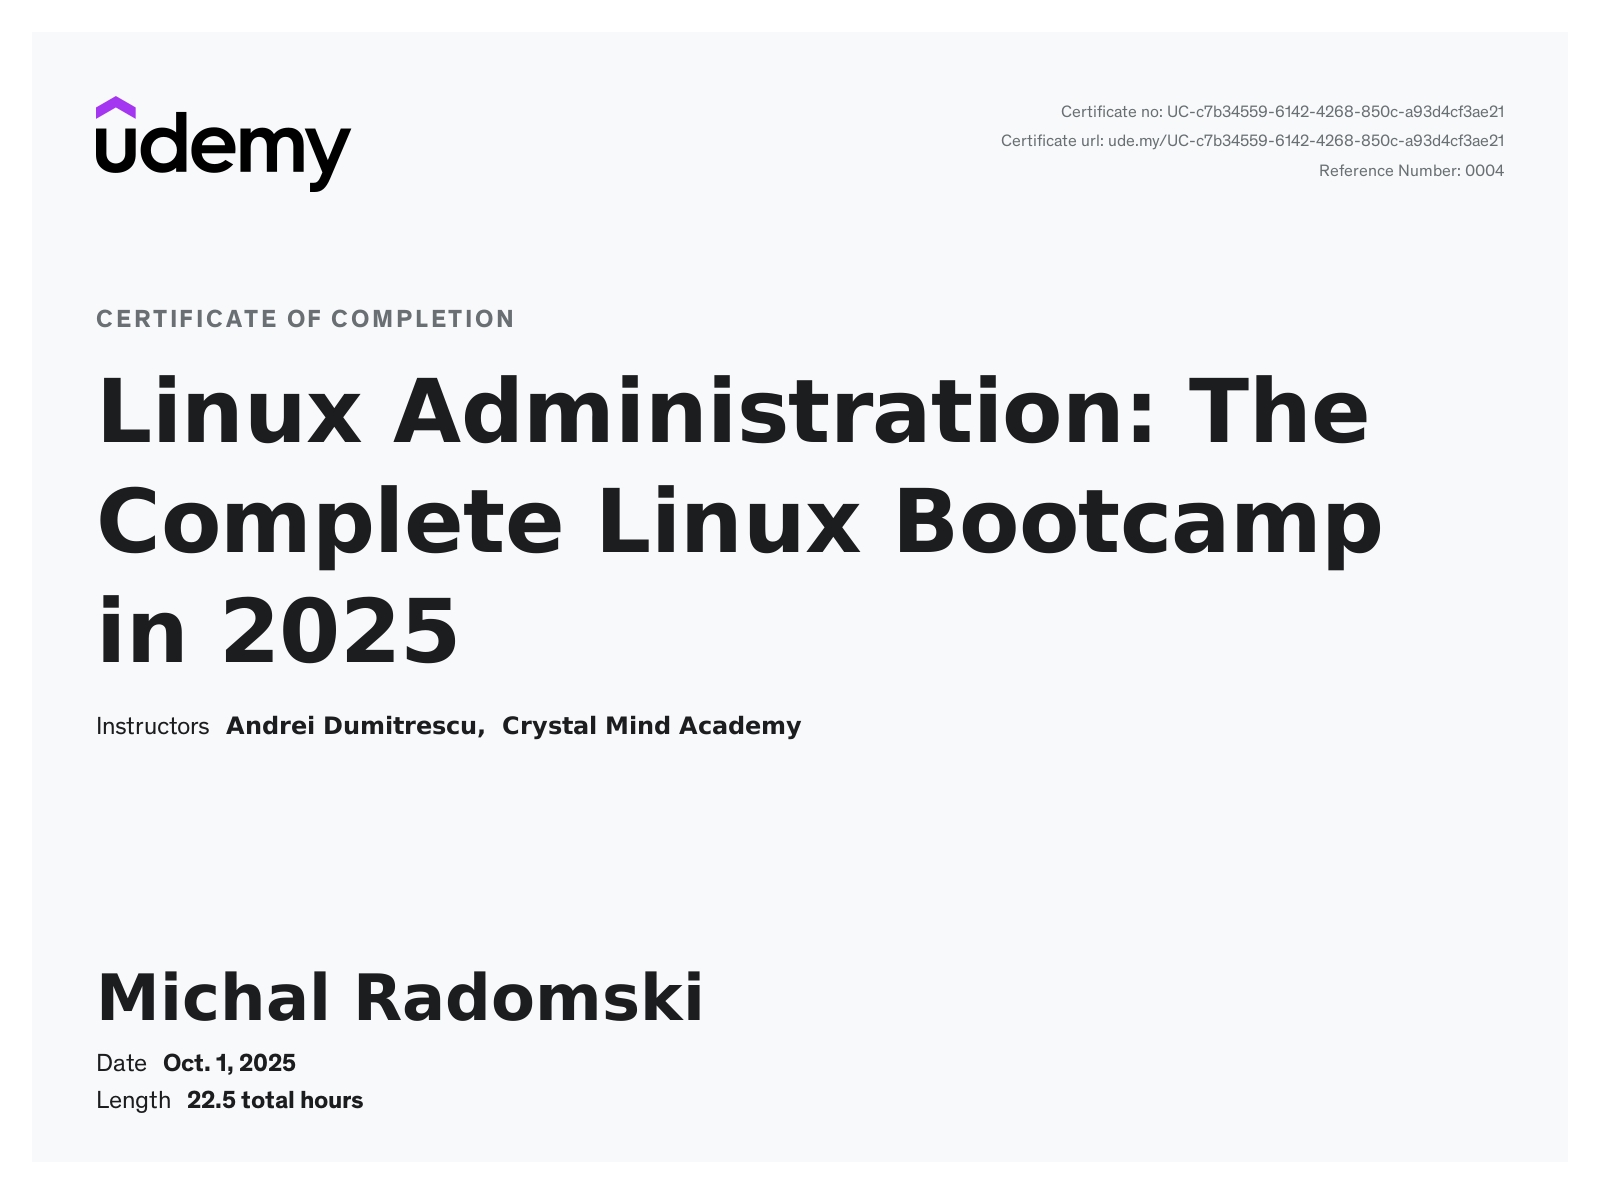 udemy
Certificate no: UC-c7b34559-6142-4268-850c-a93d4cf3ae21
Certificate url: ude.my/UC-c7b34559-6142-4268-850c-a93d4cf3ae21
Reference Number: 0004
CERTIFICATE OF COMPLETION
Linux Administration: The
Complete Linux Bootcamp
in 2025
Instructors Andrei Dumitrescu, Crystal Mind Academy
Michal Radomski
Date Oct. 1, 2025
Length 22.5 total hours